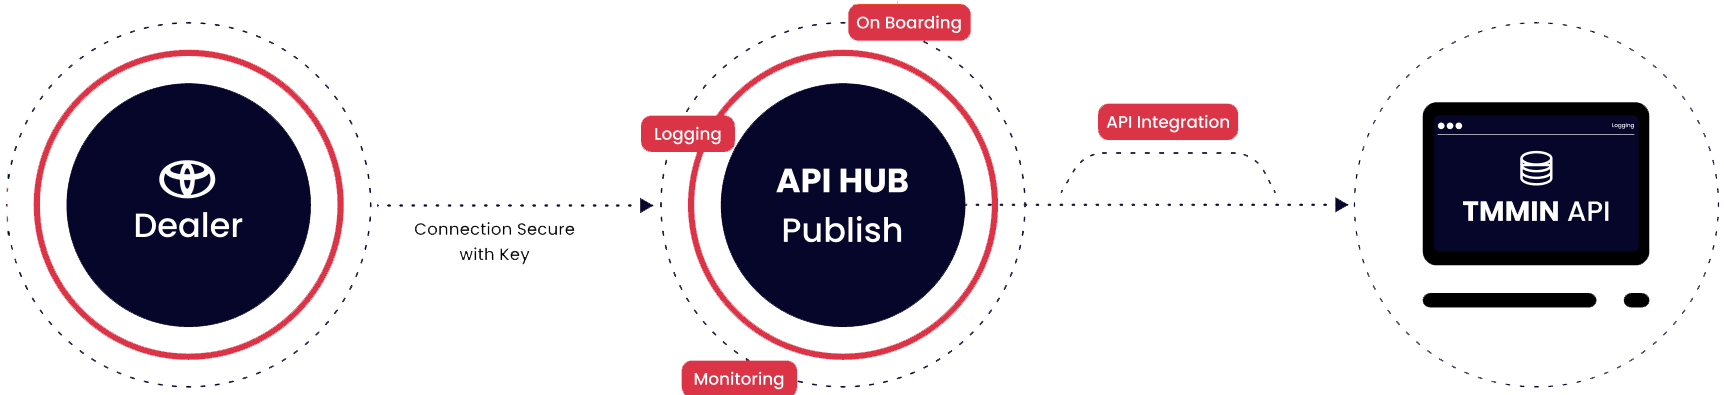 On Boarding
Logging
API HUB
Publish
Monitoring
Dealer
Connection Secure
with Key
API Integration
Logging
TMMIN API